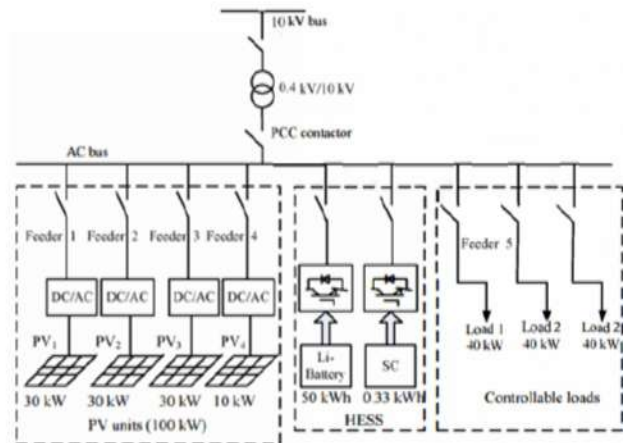 10 kV bus
0.4 kV/10 kV
PCC contactor
AC bus
Feeder 1 Feeder 2 Feeder 3 Feeder 4
Feeder 5
DC/AC DC/AC DC/AC DC/AC
PV1 PV2 PV3 PV4
Li-
Battery
SC
Load 1 Load 2 Load 2
40 kW 40 kW 40 kW
30 kW 30 kW 30 kW 10 kW
50 kWh 0.33 kWh
PV units (100 kW)
HESS
Controllable loads